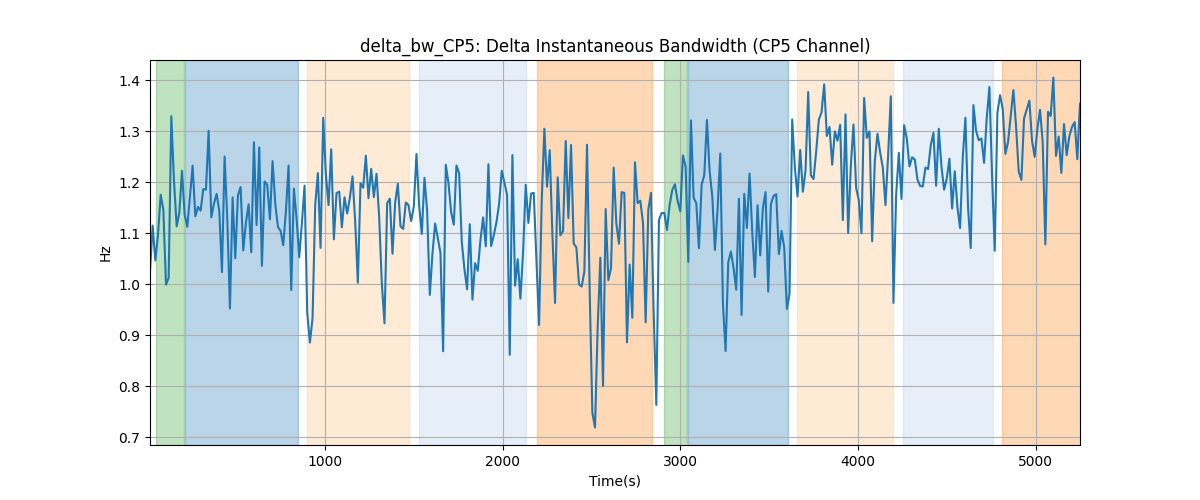 delta_bw_CP5: Delta Instantaneous Bandwidth (CP5 Channel)
1.4
1.3
1.2
1.1
1.0
0.9
0.8
0.7
Hz
1000 2000 3000 4000 5000
Time(s)